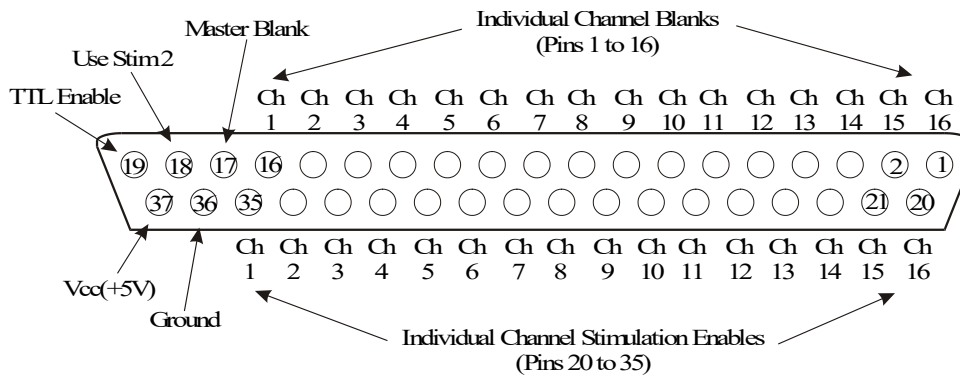 Individual Channel Blanks
(Pins 1 to 16)
Master Blank
Use Stim 2
TTL Enable
Ch Ch Ch Ch Ch Ch Ch Ch Ch Ch Ch Ch Ch Ch Ch Ch
1 2 3 4 5 6 7 8 9 10 11 12 13 14 15 16
19 18 17 16 2 1
37 36 35 21 20
Ch Ch Ch Ch Ch Ch Ch Ch Ch Ch Ch Ch Ch Ch Ch Ch
1 2 3 4 5 6 7 8 9 10 11 12 13 14 15 16
Vcc(+5V)
Ground
Individual Channel Stimulation Enables
(Pins 20 to 35)